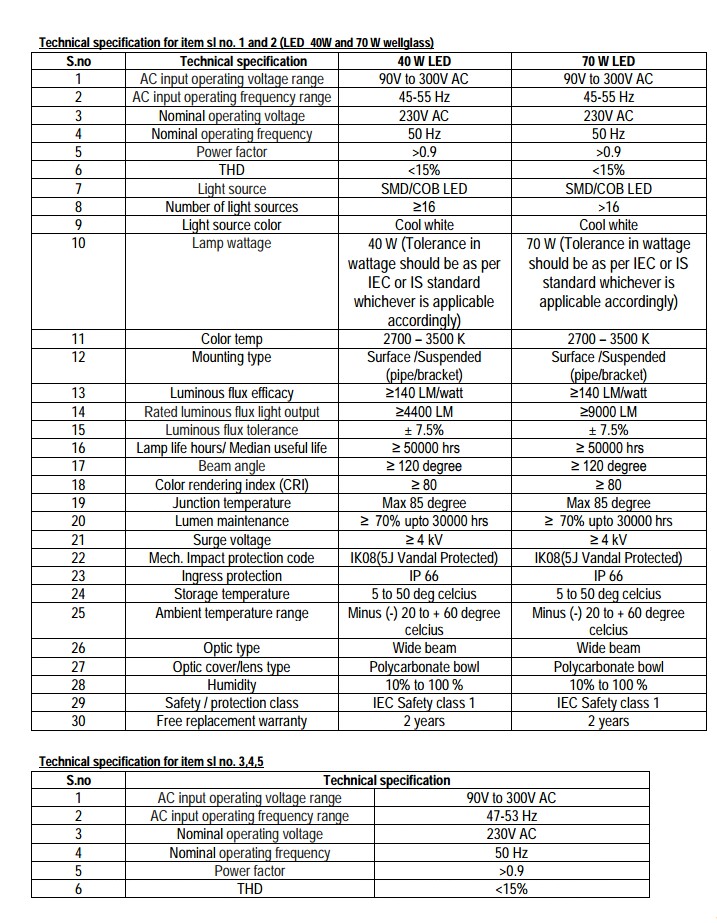 Technical specification for item sl no. 1 and 2 (LED 40W and 70 W wellglass)
S.no Technical specification 40 W LED 70 W LED
1 AC input operating voltage range 90V to 300V AC 90V to 300V AC
2 AC input operating frequency range 45-55 Hz 45-55 Hz
3 Nominal operating voltage 230V AC 230V AC
4 Nominal operating frequency 50 Hz 50 Hz
5 Power factor >0.9 >0.9
6 THD <15% <15%
7 Light source SMD/COB LED SMD/COB LED
8 Number of light sources ≥16 >16
9 Light source color Cool white Cool white
10 Lamp wattage 40 W (Tolerance in 70 W (Tolerance in wattage
wattage should be as per should be as per IEC or IS
IEC or IS standard standard whichever is
whichever is applicable applicable accordingly)
accordingly)
11 Color temp 2700 – 3500 K 2700 – 3500 K
12 Mounting type Surface /Suspended Surface /Suspended
(pipe/bracket) (pipe/bracket)
13 Luminous flux efficacy ≥140 LM/watt ≥140 LM/watt
14 Rated luminous flux light output ≥4400 LM ≥9000 LM
15 Luminous flux tolerance ± 7.5% ± 7.5%
16 Lamp life hours/ Median useful life ≥ 50000 hrs ≥ 50000 hrs
17 Beam angle ≥ 120 degree ≥ 120 degree
18 Color rendering index (CRI) ≥ 80 ≥ 80
19 Junction temperature Max 85 degree Max 85 degree
20 Lumen maintenance ≥ 70% upto 30000 hrs ≥ 70% upto 30000 hrs
21 Surge voltage ≥ 4 kV ≥ 4 kV
22 Mech. Impact protection code IK08(5J Vandal Protected) IK08(5J Vandal Protected)
23 Ingress protection IP 66 IP 66
24 Storage temperature 5 to 50 deg celcius 5 to 50 deg celcius
25 Ambient temperature range Minus (-) 20 to + 60 degree Minus (-) 20 to + 60 degree
celcius celcius
26 Optic type Wide beam Wide beam
27 Optic cover/lens type Polycarbonate bowl Polycarbonate bowl
28 Humidity 10% to 100 % 10% to 100 %
29 Safety / protection class IEC Safety class 1 IEC Safety class 1
30 Free replacement warranty 2 years 2 years
Technical specification for item sl no. 3,4,5
S.no Technical specification
1 AC input operating voltage range 90V to 300V AC
2 AC input operating frequency range 47-53 Hz
3 Nominal operating voltage 230V AC
4 Nominal operating frequency 50 Hz
5 Power factor >0.9
6 THD <15%